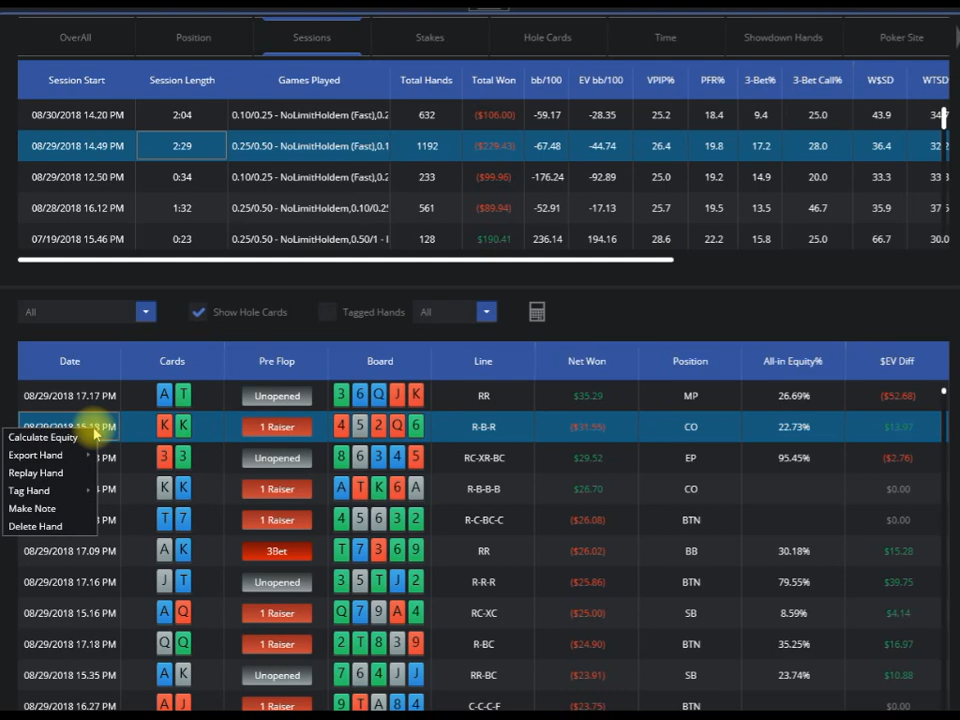 OverAll Position Sessions Stakes Hole Cards Time Showdown Hands Poker Site
Session Start Session Length Games Played Total Hands Total Won bb/100 EV bb/100 VPIP% PFR% 3-Bet% 3-Bet Call% W$SD WTSD
08/30/2018 14.20 PM 2:04 0.10/0.25 - NoLimitHoldem (Fast),0.2 632 ($106.00) -59.17 -28.35 25.2 18.4 9.4 25.0 43.9
08/29/2018 14.49 PM 2:29 0.25/0.50 - NoLimitHoldem (Fast),0.1 1192 ($229.43) -67.48 -44.74 26.4 19.8 17.2 28.0 36.4
08/29/2018 12.50 PM 0:34 0.10/0.25 - NoLimitHoldem (Fast),0.2 233 ($99.96) -176.24 -92.89 25.0 19.2 14.9 20.0 33.3
08/28/2018 16.12 PM 1:32 0.25/0.50 - NoLimitHoldem,0.10/0.25 561 ($89.94) -52.91 -17.13 25.7 19.5 13.5 46.7 35.9
07/19/2018 15.46 PM 0:23 0.25/0.50 - NoLimitHoldem,0.50/1 - 128 $190.41 236.14 194.16 28.6 22.2 15.8 25.0 66.7 30.0
All Show Hole Cards Tagged Hands All
Date Cards Pre Flop Board Line Net Won Position All-in Equity% $EV Diff
08/29/2018 17.17 PM A T Unopened 3 6 Q J K RR $35.29 MP 26.69% ($52.68)
K K 1 Raiser 4 5 2 Q 6 R-B-R ($31.55) CO 22.73% $13.97
Calculate Equity
Export Hand
Replay Hand
Tag Hand
Make Note
Delete Hand
PM 3 3 Unopened 8 6 3 4 5 RC-XR-BC $29.52 EP 95.45% ($2.76)
PM K K 1 Raiser A T K 6 A R-B-B-B $26.70 CO $0.00
PM T 7 1 Raiser 4 5 6 3 2 R-C-BC-C ($26.08) BTN $0.00
08/29/2018 17.09 PM A K 3Bet T 7 3 6 9 RR ($26.02) BB 30.18% $15.28
08/29/2018 17.16 PM J T Unopened 3 5 T J 2 R-R-R ($25.86) BTN 79.55% $39.75
08/29/2018 15.16 PM A Q 1 Raiser Q 7 9 A 4 RC-XC ($25.00) SB 8.59% $4.14
08/29/2018 17.18 PM Q Q 1 Raiser 2 T 8 3 9 R-BC ($24.90) BTN 35.25% $16.97
08/29/2018 15.35 PM A K Unopened 7 6 4 J J RR-BC ($23.91) SB 23.74% $10.88
08/29/2018 16.27 PM A J 1 Raiser 9 T A 8 4 C-C-C-F ($23.75) BTN $0.00